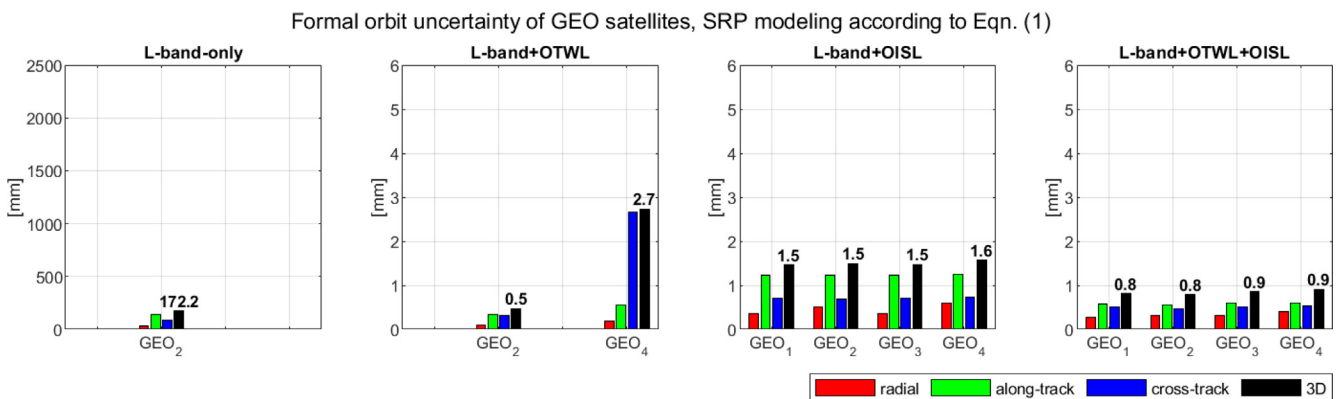 Formal orbit uncertainty of GEO satellites, SRP modeling according to Eqn. (1)
L-band-only
[mm]
2500
2000
1500
1000
500
0
172.2
GEO2
L-band+OTWL
[mm]
6
5
4
3
2
1
0
0.5
2.7
GEO2 GEO4
L-band+OISL
[mm]
6
5
4
3
2
1
0
1.5 1.5 1.5 1.6
GEO1 GEO2 GEO3 GEO4
L-band+OTWL+OISL
[mm]
6
5
4
3
2
1
0
0.8 0.8 0.9 0.9
GEO1 GEO2 GEO3 GEO4
radial along-track cross-track 3D